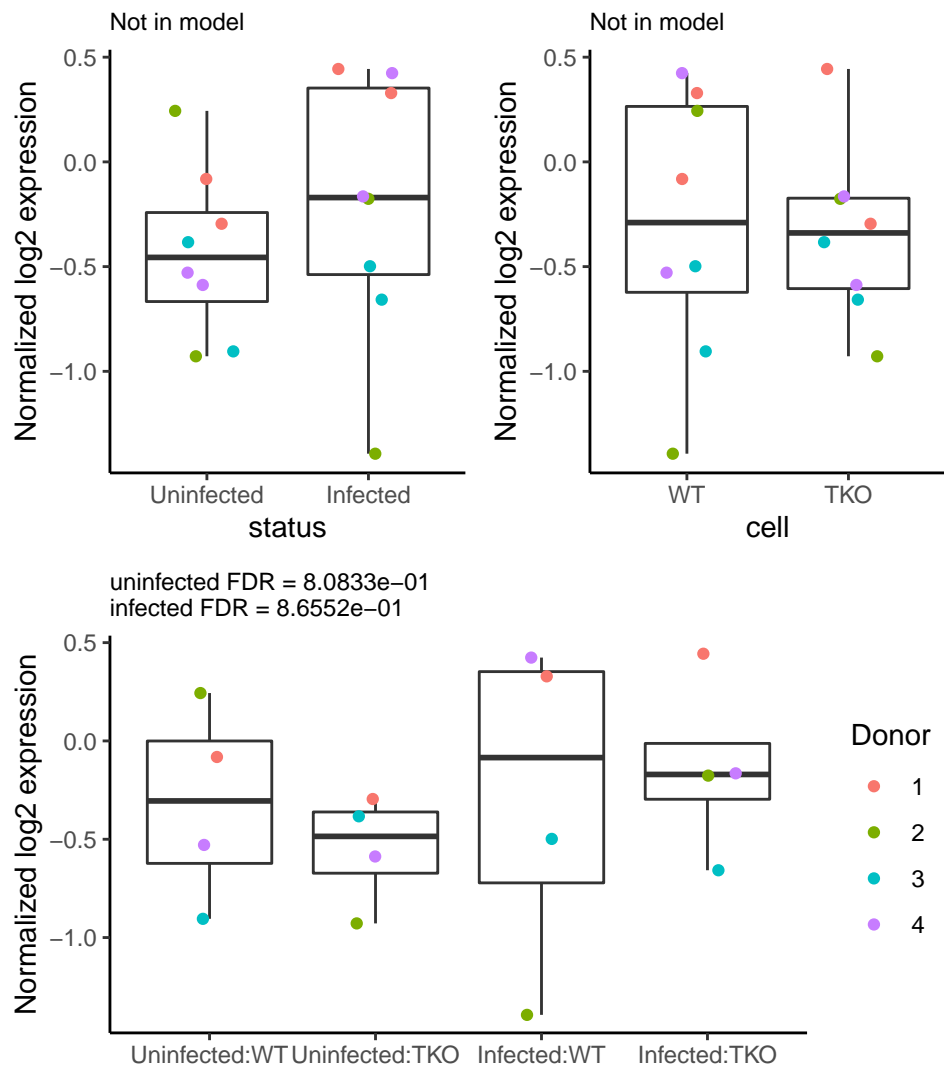 Not in model
Normalized log2 expression
0.5
0.0
−0.5
−1.0
Uninfected Infected
status
Not in model
Normalized log2 expression
0.5
0.0
−0.5
−1.0
WT TKO
cell
uninfected FDR = 8.0833e−01
infected FDR = 8.6552e−01
Normalized log2 expression
0.5
0.0
−0.5
−1.0
Uninfected:WT Uninfected:TKO Infected:WT Infected:TKO
Donor
1
2
3
4